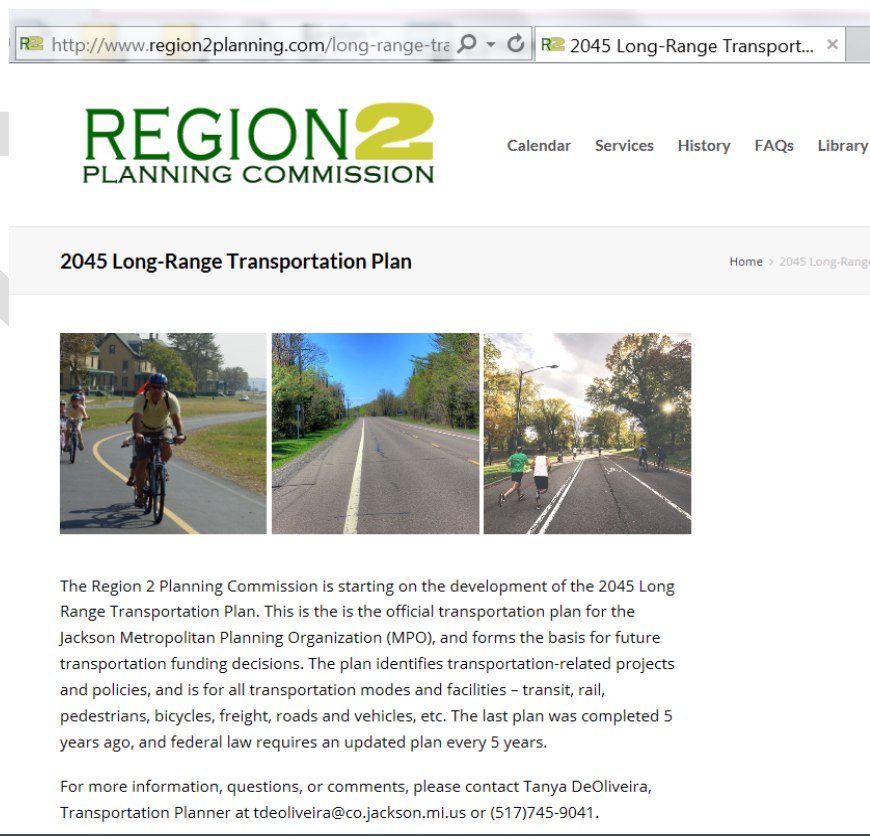 http://www.region2planning.com/long-range-tra
2045 Long-Range Transport...
REGION2
PLANNING COMMISSION
Calendar Services History FAQs Library
2045 Long-Range Transportation Plan
Home > 2045 Long-Range
The Region 2 Planning Commission is starting on the development of the 2045 Long
Range Transportation Plan. This is the is the official transportation plan for the
Jackson Metropolitan Planning Organization (MPO), and forms the basis for future
transportation funding decisions. The plan identifies transportation-related projects
and policies, and is for all transportation modes and facilities – transit, rail,
pedestrians, bicycles, freight, roads and vehicles, etc. The last plan was completed 5
years ago, and federal law requires an updated plan every 5 years.
For more information, questions, or comments, please contact Tanya DeOliveira,
Transportation Planner at tdeoliveira@co.jackson.mi.us or (517)745-9041.